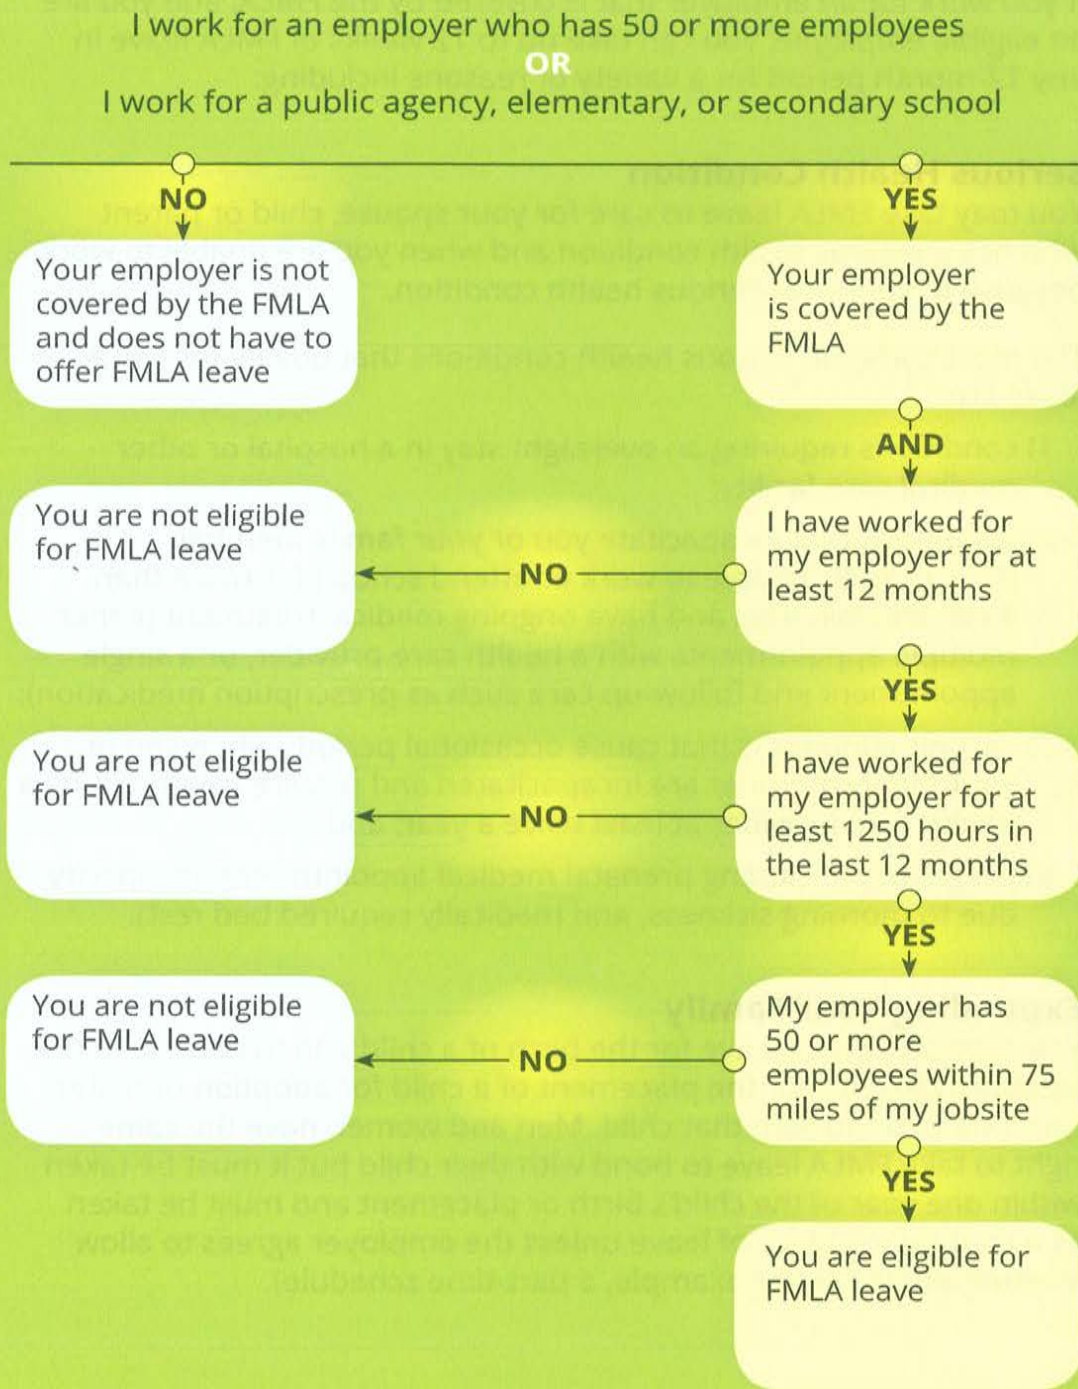 I work for an employer who has 50 or more employees
OR
I work for a public agency, elementary, or secondary school
NO
YES
Your employer is not
covered by the FMLA
and does not have to
offer FMLA leave
Your employer
is covered by the
FMLA
AND
You are not eligible
for FMLA leave
NO
I have worked for
my employer for at
least 12 months
YES
You are not eligible
for FMLA leave
NO
I have worked for
my employer for at
least 1250 hours in
the last 12 months
YES
You are not eligible
for FMLA leave
NO
My employer has
50 or more
employees within 75
miles of my jobsite
YES
You are eligible for
FMLA leave